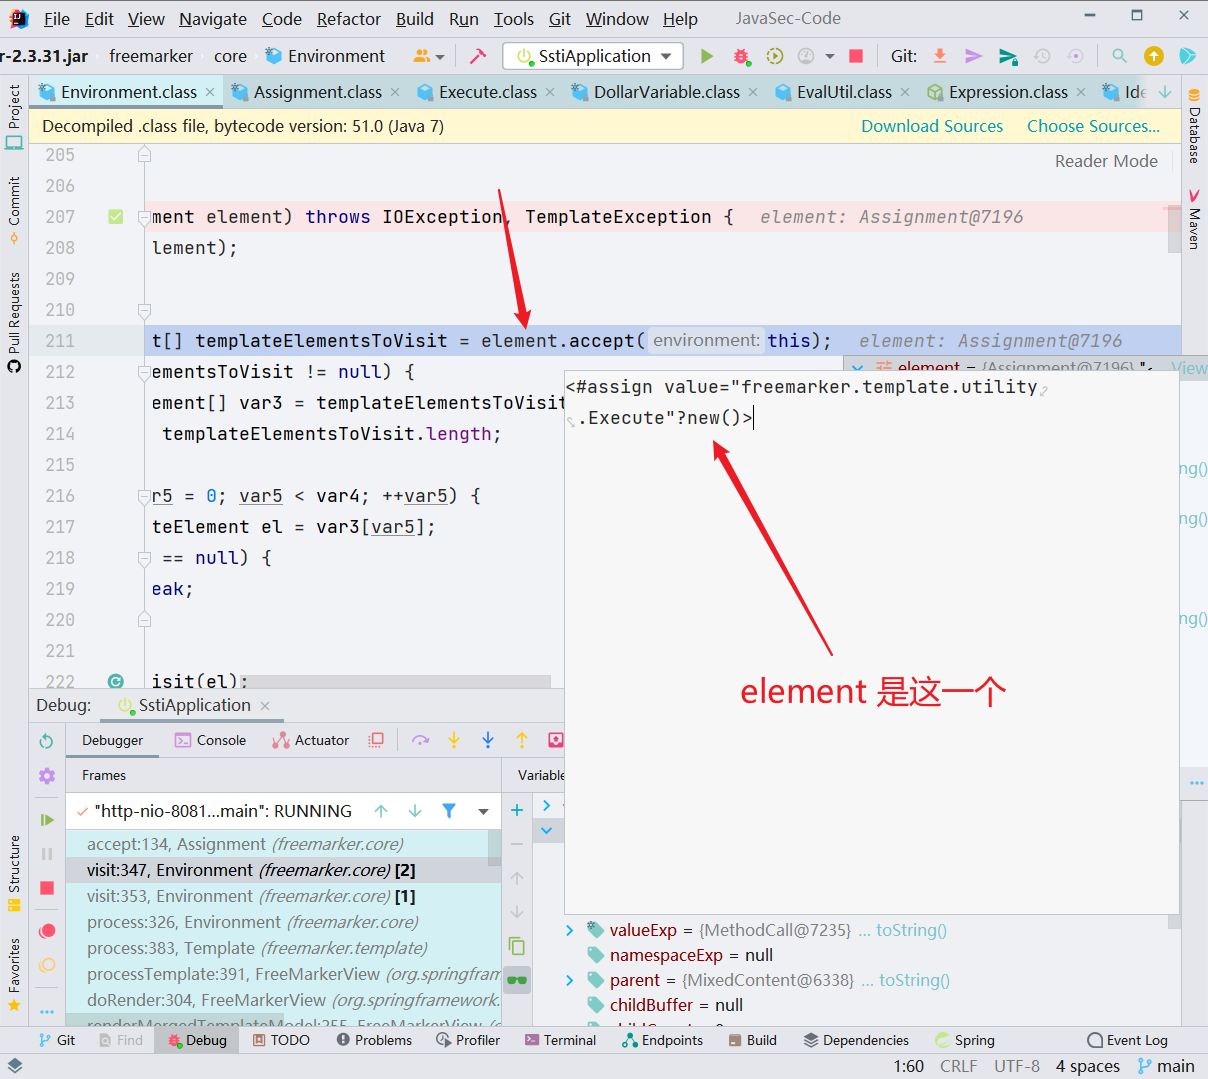 File Edit View Navigate Code Refactor Build Run Tools Git Window Help JavaSec-Code
r-2.3.31.jar freemarker core Environment SstiApplication Git:
Environment.class Assignment.class Execute.class DollarVariable.class EvalUtil.class Expression.class Ide
Decompiled .class file, bytecode version: 51.0 (Java 7) Download Sources Choose Sources...
Reader Mode
205
206
207 ment element) throws IOException, TemplateException { element: Assignment@7196
208 lement);
209
210
211 t[] templateElementsToVisit = element.accept( environment: this); element: Assignment@7196
212 ementsToVisit != null) {
element = {Assignment@7196} "< View
213 ement[] var3 = templateElementsToVisit
214 templateElementsToVisit.length;
215
216 r5 = 0; var5 < var4; ++var5) {
217 teElement el = var3[var5];
218 == null) {
219 eak;
220
221
222 isit(el);
<#assign value="freemarker.template.utility
.Execute"?new()>
ng()
ng()
ng()
element 是这一个
Debug: SstiApplication
Debugger Console Actuator
Frames Variable
"http-nio-8081...main": RUNNING
accept:134, Assignment (freemarker.core)
visit:347, Environment (freemarker.core) [2]
visit:353, Environment (freemarker.core) [1]
process:326, Environment (freemarker.core)
process:383, Template (freemarker.template)
processTemplate:391, FreeMarkerView (org.springfram
doRender:304, FreeMarkerView (org.springframework.
renderMergedTemplateModel:255, FreeMarkerView (o
valueExp = {MethodCall@7235} ... toString()
namespaceExp = null
parent = {MixedContent@6338} ... toString()
childBuffer = null
Project
Commit
Pull Requests
Structure
Favorites
Database
Maven
Git Find Debug TODO Problems Profiler Terminal Endpoints Build Dependencies Spring Event Log
1:60 CRLF UTF-8 4 spaces main